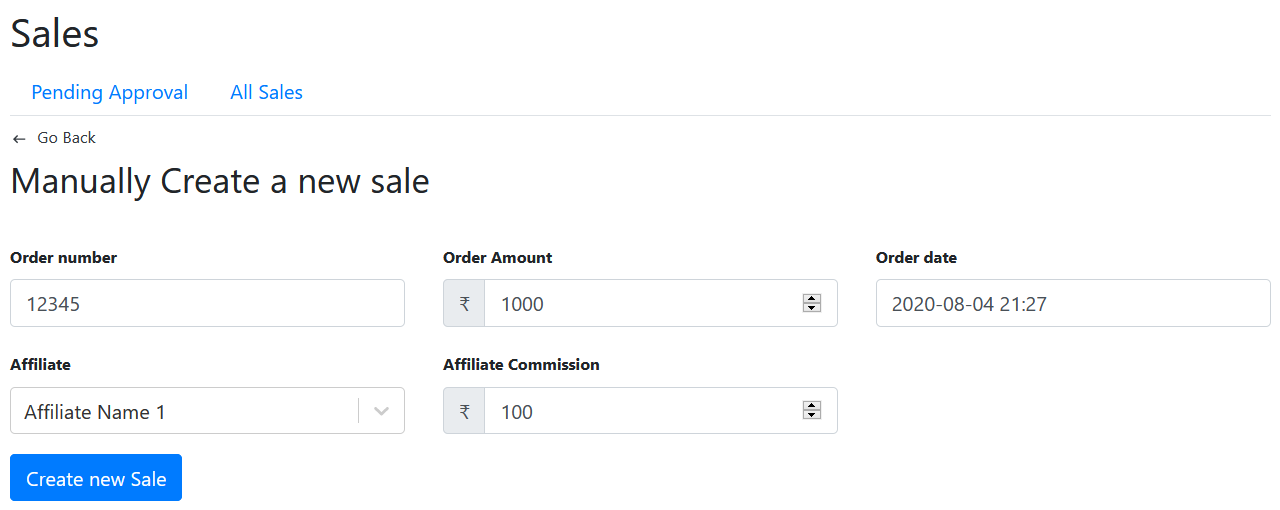 Sales
Pending Approval All Sales
← Go Back
Manually Create a new sale
Order number Order Amount Order date
12345 ₹ 1000 2020-08-04 21:27
Affiliate Affiliate Commission
Affiliate Name 1 ₹ 100
Create new Sale